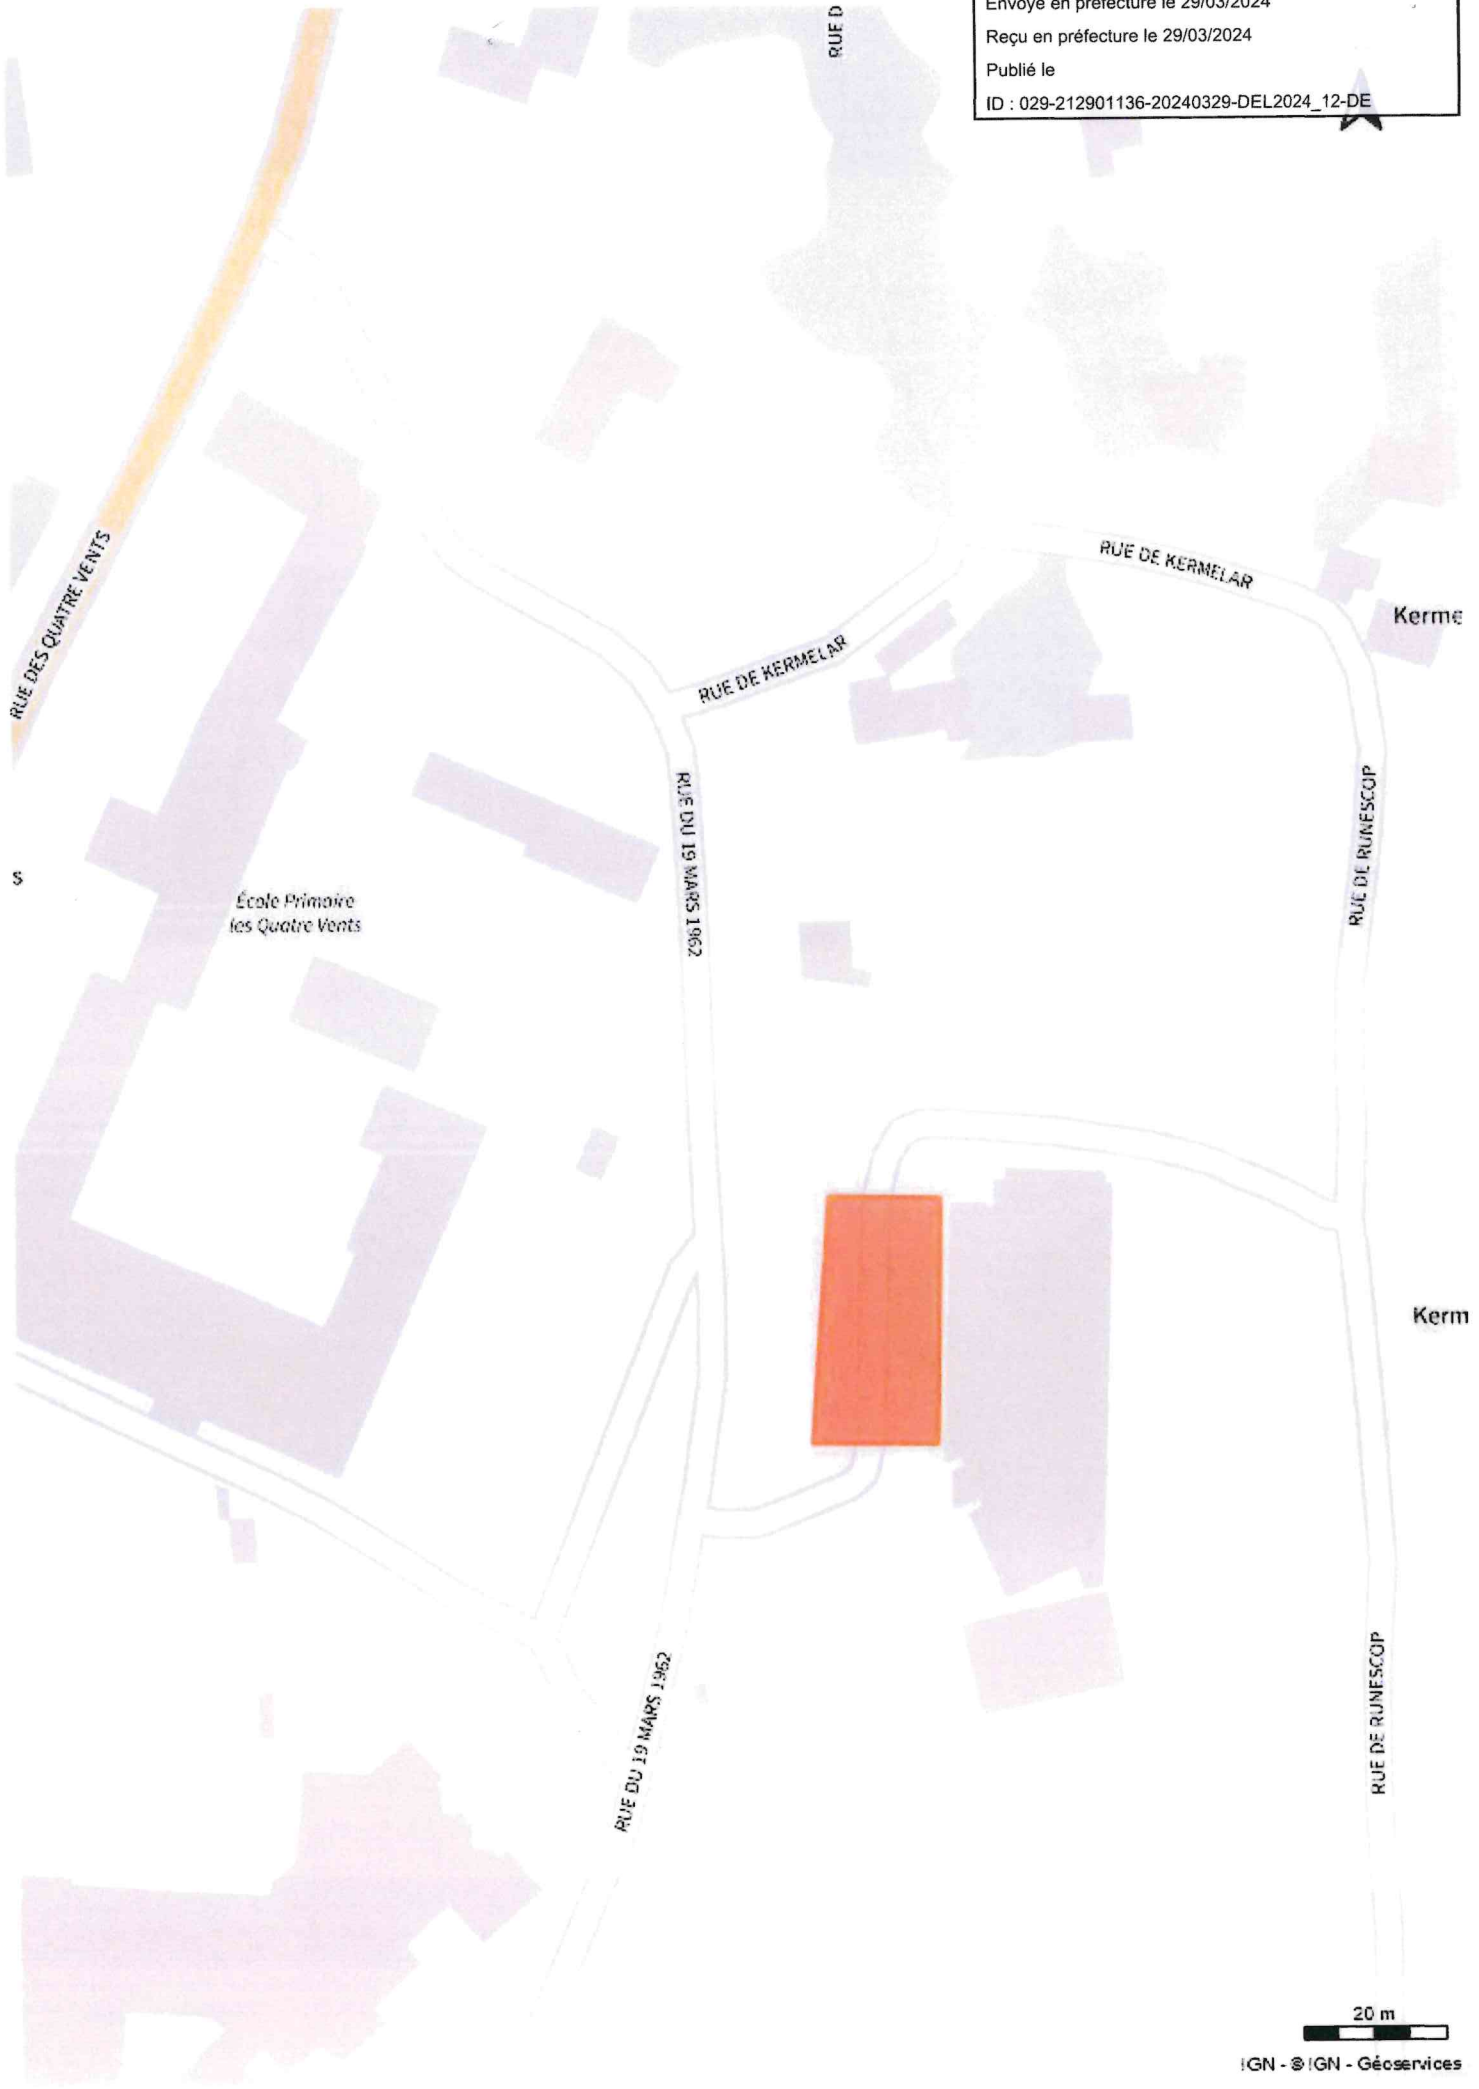 Envoyé en préfecture le 29/03/2024
Reçu en préfecture le 29/03/2024
Publié le
ID : 029-212901136-20240329-DEL2024_12-DE
RUE D
RUE DES QUATRE VENTS
RUE DE KERMELAR
Kerme
RUE DE KERMELAR
RUE DU 19 MARS 1962
RUE DE RUNESCOP
s
École Primaire
les Quatre Vents
Kerm
RUE DU 19 MARS 1962
RUE DE RUNESCOP
20 m
IGN - © IGN - Géoservices